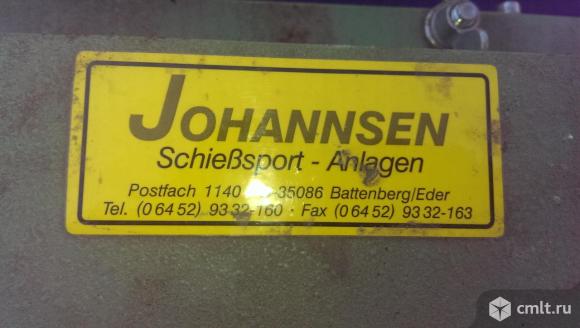 JOHANNSEN
Schießsport - Anlagen
Postfach 1140 35086 Battenberg/Eder
Tel. (0 64 52) 93 32-160 · Fax (0 64 52) 93 32-163
cmlt.ru